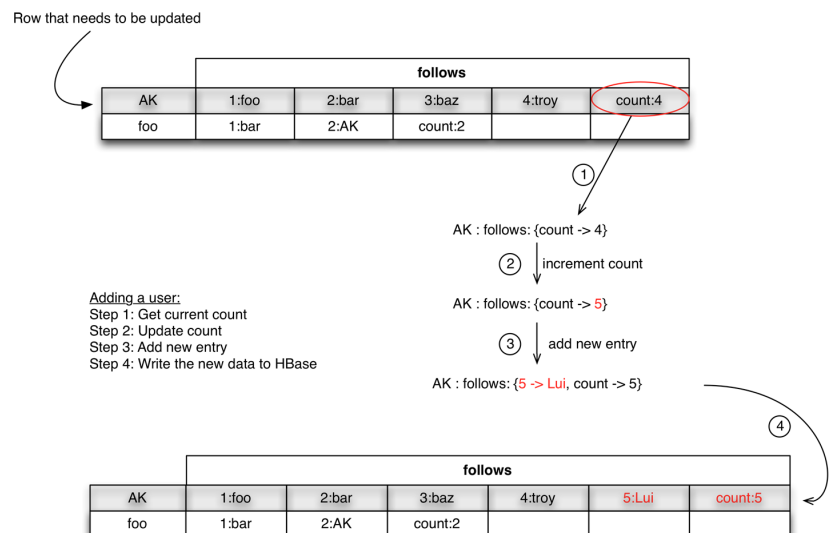 Row that needs to be updated
follows
AK 1:foo 2:bar 3:baz 4:troy count:4
foo 1:bar 2:AK count:2
1
AK : follows: {count -> 4}
2 increment count
AK : follows: {count -> 5}
Adding a user:
Step 1: Get current count
Step 2: Update count
Step 3: Add new entry
Step 4: Write the new data to HBase
3 add new entry
AK : follows: {5 -> Lui, count -> 5}
4
follows
AK 1:foo 2:bar 3:baz 4:troy 5:Lui count:5
foo 1:bar 2:AK count:2